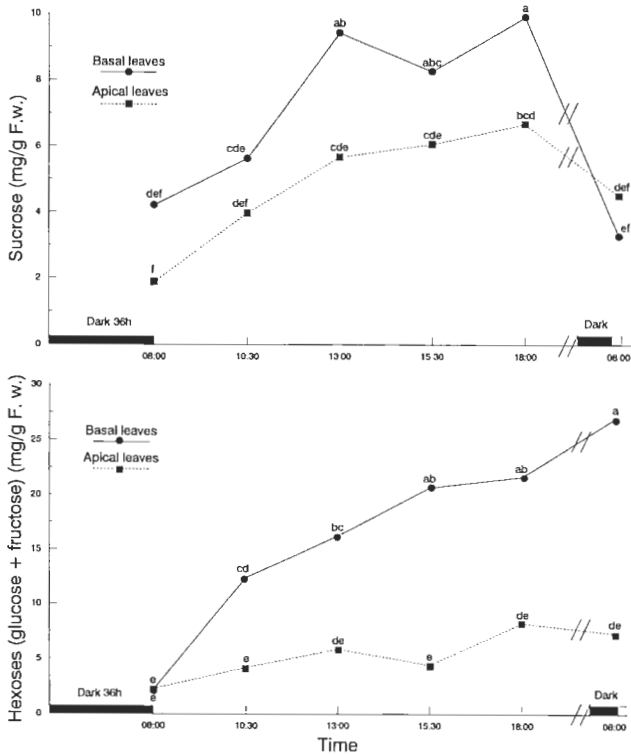 Sucrose (mg/g F.w.)
10
8
6
4
2
0
Basal leaves
Apical leaves
def
cde
ab
abc
a
ef
f
def
cde
cde
bcd
def
Dark 36h
Dark
08:00
10:30
13:00
15:30
18:00
08:00
Hexoses (glucose + fructose) (mg/g F. w.)
30
25
20
15
10
5
0
Basal leaves
Apical leaves
e
cd
bc
ab
ab
a
e
e
de
e
de
de
Dark 36h
Dark
08:00
10:30
13:00
15:30
18:00
08:00
Time